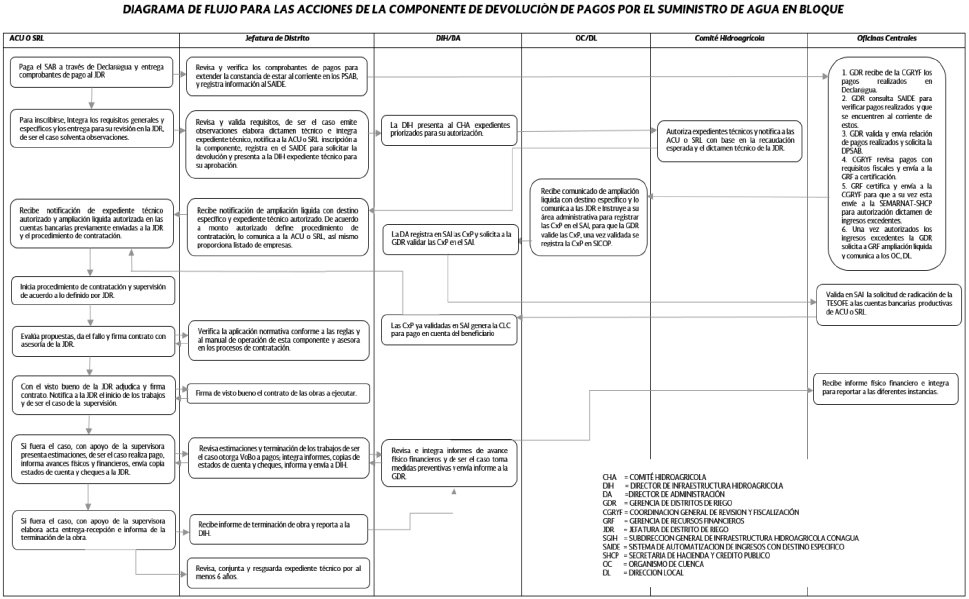 DIAGRAMA DE FLUJO PARA LAS ACCIONES DE LA COMPONENTE DE DEVOLUCIÓN DE PAGOS POR EL SUMINISTRO DE AGUA EN BLOQUE
ACU O SRL
Jefatura de Distrito
DIH/DA
OC/DL
Comité Hidroagrícola
Oficinas Centrales
Paga el SAB a través de Declar@gua y entrega
comprobantes de pago al JDR
Revisa y verifica los comprobantes de pagos para
extender la constancia de estar al corriente en los PSAB,
y registra información al SAIDE.
1. GDR recibe de la CGRYF los
pagos realizados en
Declar@gua.
2. GDR consulta SAIDE para
verificar pagos realizados y que
se encuentren al corriente de
estos.
3. GDR valida y envía relación
de pagos realizados y solicita la
DPSAB.
4. CGRYF revisa pagos con
requisitos fiscales y envía a la
GRF a certificación.
5. GRF certifica y envía a la
CGRYF para que a su vez esta
envíe a la SEMARNAT-SHCP
para autorización dictamen de
ingresos excedentes.
6. Una vez autorizados los
ingresos excedentes la GDR
solicita a GRF ampliación líquida
y comunica a los OC, DL
Para inscribirse, Integra los requisitos generales y
específicos y los entrega para su revisión en la JDR,
de ser el caso solventa observaciones.
Revisa y valida requisitos, de ser el caso emite
observaciones elabora dictamen técnico e integra
expediente técnico, notifica a la ACU o SRL inscripción a
la componente, registra en el SAIDE para solicitar la
devolución y presenta a la DIH expediente técnico para
su aprobación.
La DIH presenta al CHA expedientes
priorizados para su autorización.
Autoriza expedientes técnicos y notifica a las
ACU o SRL con base en la recaudación
esperada y el dictamen técnico de la JDR.
Recibe comunicado de ampliación
líquida con destino específico y lo
comunica a las JDR e Instruye a su
área administrativa para registrar
las CxP en el SAI, para que la GDR
valide las CxP, una vez validada se
registra la CxP en SICOP.
Recibe notificación de expediente técnico
autorizado y ampliación líquida autorizada en las
cuentas bancarias previamente enviadas a la JDR
y el procedimiento de contratación.
Recibe notificación de ampliación líquida con destino
específico y expediente técnico autorizado. De acuerdo
a monto autorizado define procedimiento de
contratación, lo comunica a la ACU o SRL, así mismo
proporciona listado de empresas.
La DA registra en SAI as CxP y solicita a la
GDR validar las CxP en el SAI.
Inicia procedimiento de contratación y supervisión
de acuerdo a lo definido por JDR.
Valida en SAI la solicitud de radicación de la
TESOFE a las cuentas bancarias productivas
de ACU o SRL
Evalúa propuestas, da el fallo y firma contrato con
asesoría de la JDR.
Verifica la aplicación normativa conforme a las reglas y
al manual de operación de esta componente y asesora
en los procesos de contratación.
Las CxP ya validadas en SAI genera la CLC
para pago en cuenta del beneficiario
Con el visto bueno de la JDR adjudica y firma
contrato. Notifica a la JDR el inicio de los trabajos
y de ser el caso de la supervisión.
Firma de visto bueno el contrato de las obras a ejecutar.
Recibe informe físico financiero e integra
para reportar a las diferentes instancias.
Si fuera el caso, con apoyo de la supervisora
presenta estimaciones, de ser el caso realiza pago,
informa avances físicos y financieros, envía copia
estados de cuenta y cheques a la JDR.
Revisa estimaciones y terminación de los trabajos de ser
el caso otorga VoBo a pagos; integra informes, copias de
estados de cuenta y cheques, informa y envía a DIH.
Revisa e integra informes de avance
físico financieros y de ser el caso toma
medidas preventivas y envía informe a la
GDR.
Si fuera el caso, con apoyo de la supervisora
elabora acta entrega-recepción e informa de la
terminación de la obra.
Recibe informe de terminación de obra y reporta a la
DIH.
Revisa, conjunta y resguarda expediente técnico por al
menos 6 años.
CHA = COMITÉ HIDROAGRICOLA
DIH = DIRECTOR DE INFRAESTRUCTURA HIDROAGRICOLA
DA =DIRECTOR DE ADMINISTRACIÓN
GDR = GERENCIA DE DISTRITOS DE RIEGO
CGRYF = COORDINACION GENERAL DE REVISION Y FISCALIZACIÓN
GRF = GERENCIA DE RECURSOS FINANCIEROS
JDR = JEFATURA DE DISTRITO DE RIEGO
SGIH = SUBDIRECCION GENERAL DE INFRAESTRUCTURA HIDROAGRICOLA CONAGUA
SAIDE = SISTEMA DE AUTOMATIZACION DE INGRESOS CON DESTINO ESPECIFICO
SHCP = SECRETARIA DE HACIENDA Y CREDITO PUBLICO
OC = ORGANISMO DE CUENCA
DL = DIRECCION LOCAL